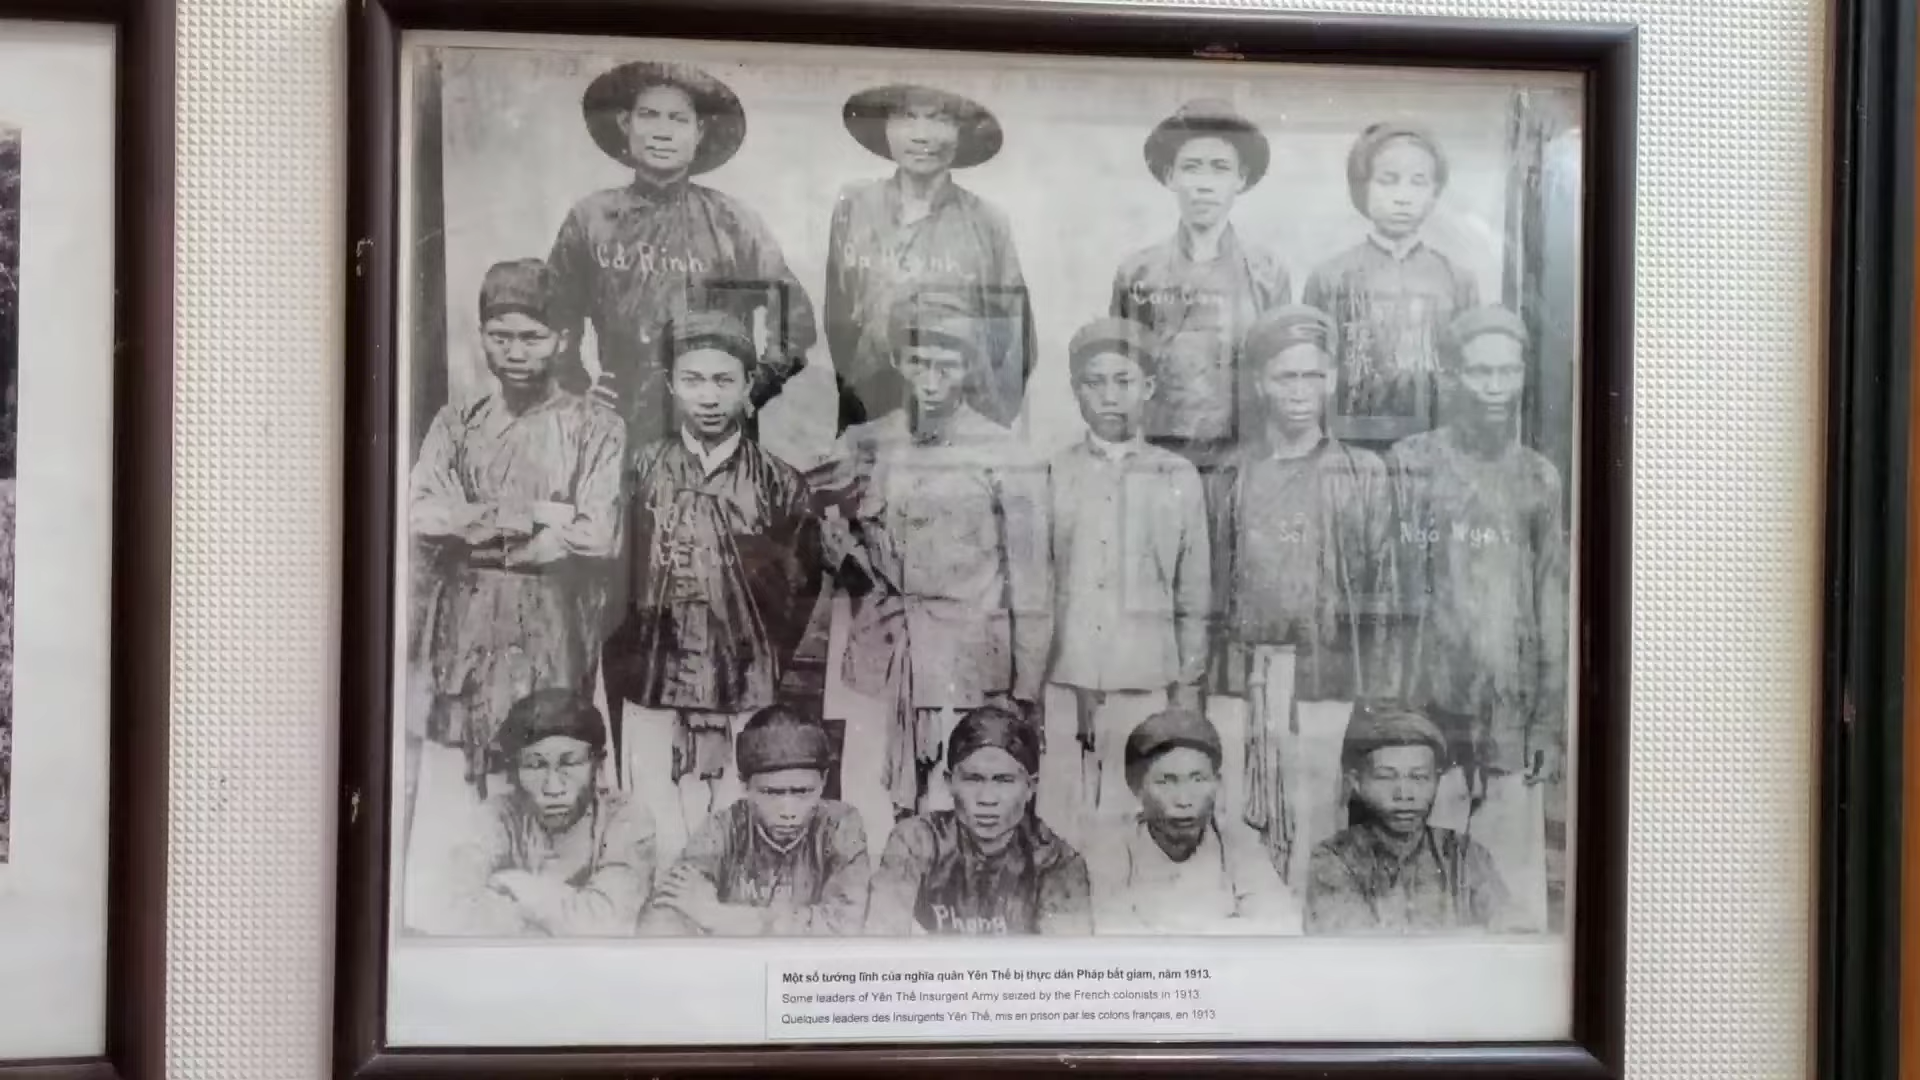 Cả Rinh
Sôi
Ngô
Phong
Một số tướng lĩnh của nghĩa quân Yên Thế bị thực dân Pháp bắt giam, năm 1913.
Some leaders of Yên Thế Insurgent Army seized by the French colonists in 1913.
Quelques leaders des Insurgents Yên Thế, mis en prison par les colons français, en 1913